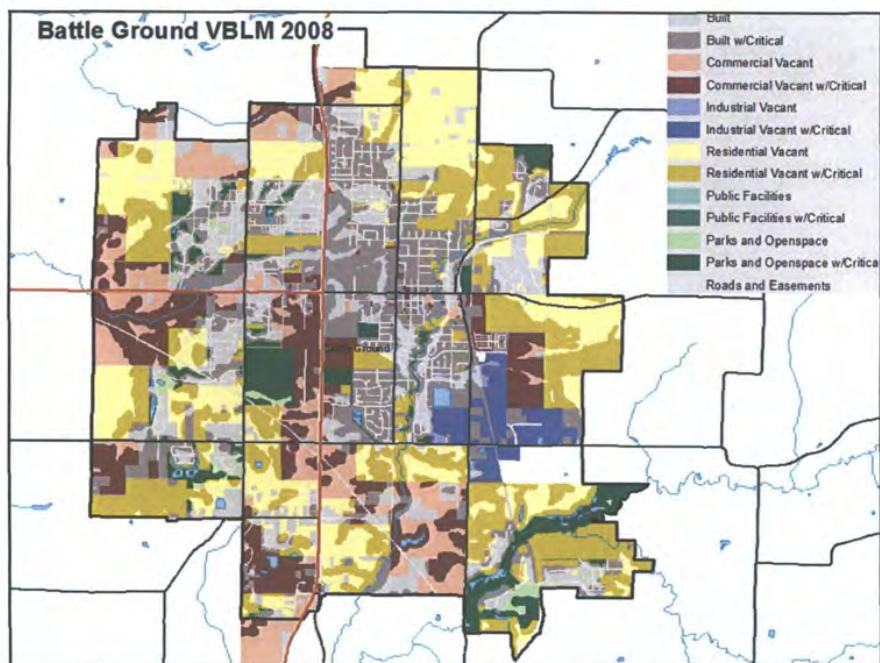 Battle Ground VBLM 2008
Built
Built w/Critical
Commercial Vacant
Commercial Vacant w/Critical
Industrial Vacant
Industrial Vacant w/Critical
Residential Vacant
Residential Vacant w/Critical
Public Facilities
Public Facilities w/Critical
Parks and Openspace
Parks and Openspace w/Critica
Roads and Easements
Ground